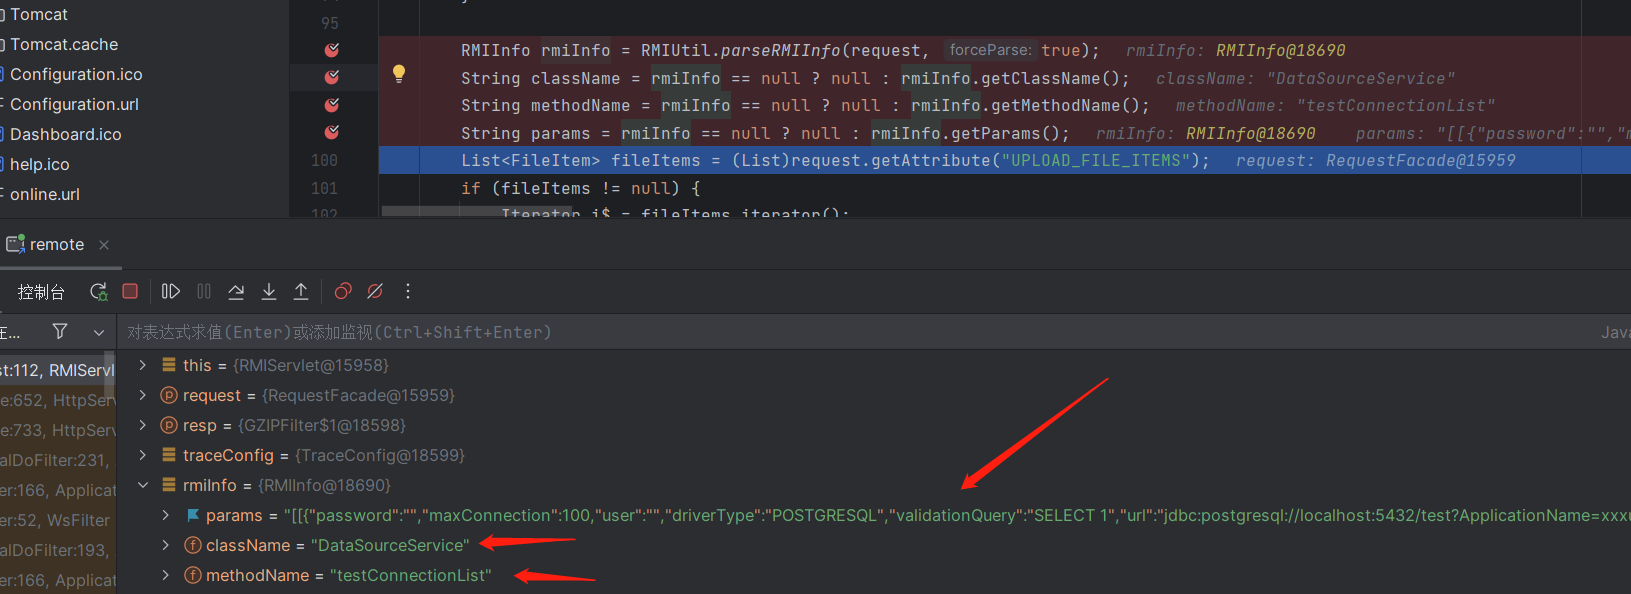 Tomcat
Tomcat.cache
Configuration.ico
Configuration.url
Dashboard.ico
help.ico
online.url
95
RMIInfo rmiInfo = RMIUtil.parseRMIInfo(request, forceParse: true); rmiInfo: RMIInfo@18690
String className = rmiInfo == null ? null : rmiInfo.getClassName(); className: "DataSourceService"
String methodName = rmiInfo == null ? null : rmiInfo.getMethodName(); methodName: "testConnectionList"
String params = rmiInfo == null ? null : rmiInfo.getParams(); rmiInfo: RMIInfo@18690 params: "[[{"password":"","m
100 List<FileItem> fileItems = (List)request.getAttribute("UPLOAD_FILE_ITEMS"); request: RequestFacade@15959
101 if (fileItems != null) {
102 Iterator i$ = fileItems.iterator();
remote
控制台
在...
对表达式求值(Enter)或添加监视(Ctrl+Shift+Enter)
Java
st:112, RMIServl
e:652, HttpServ
e:733, HttpServ
alDoFilter:231,
er:166, Applicat
er:52, WsFilter
alDoFilter:193,
er:166, Applicat
this = {RMIServlet@15958}
request = {RequestFacade@15959}
resp = {GZIPFilter$1@18598}
traceConfig = {TraceConfig@18599}
rmiInfo = {RMIInfo@18690}
params = "[[{"password":"","maxConnection":100,"user":"","driverType":"POSTGRESQL","validationQuery":"SELECT 1","url":"jdbc:postgresql://localhost:5432/test?ApplicationName=xxxu
className = "DataSourceService"
methodName = "testConnectionList"